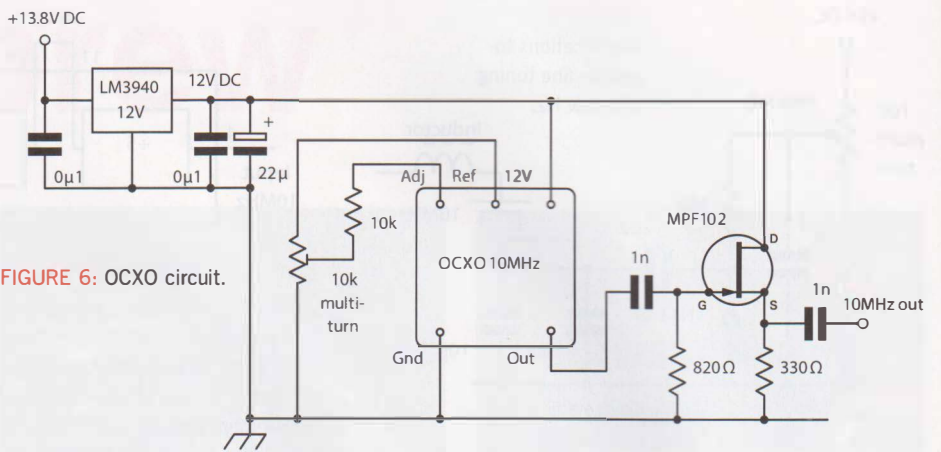 +13.8V DC
LM3940
12V
12V DC
+
0µ1
0µ1
22µ
Adj
Ref
12V
10k
10k
multi-
turn
OCXO 10MHz
Gnd
Out
1n
MPF102
D
G
S
1n
10MHz out
820Ω
330Ω
FIGURE 6: OCXO circuit.